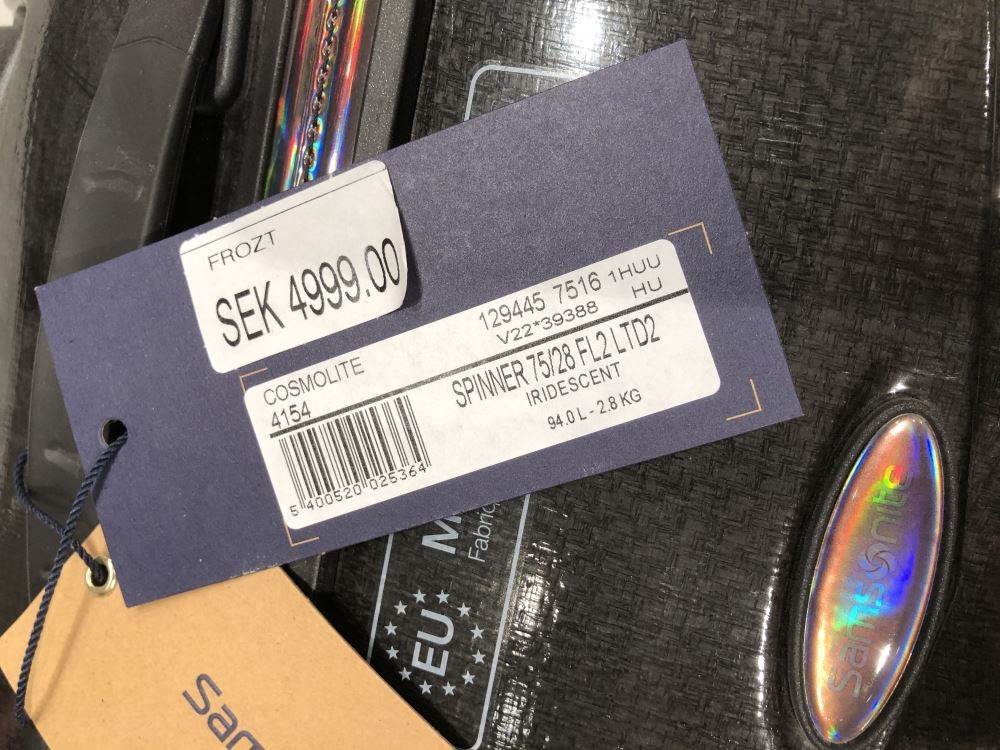 FROZT
SEK 4999.00
COSMOLITE
4154
129445 7516 1HUU
V22*39388 HU
SPINNER 75/28 FL2 LTD2
IRIDESCENT
94.0 L - 2.8 KG
5 400520 025364
EU
Samsonite